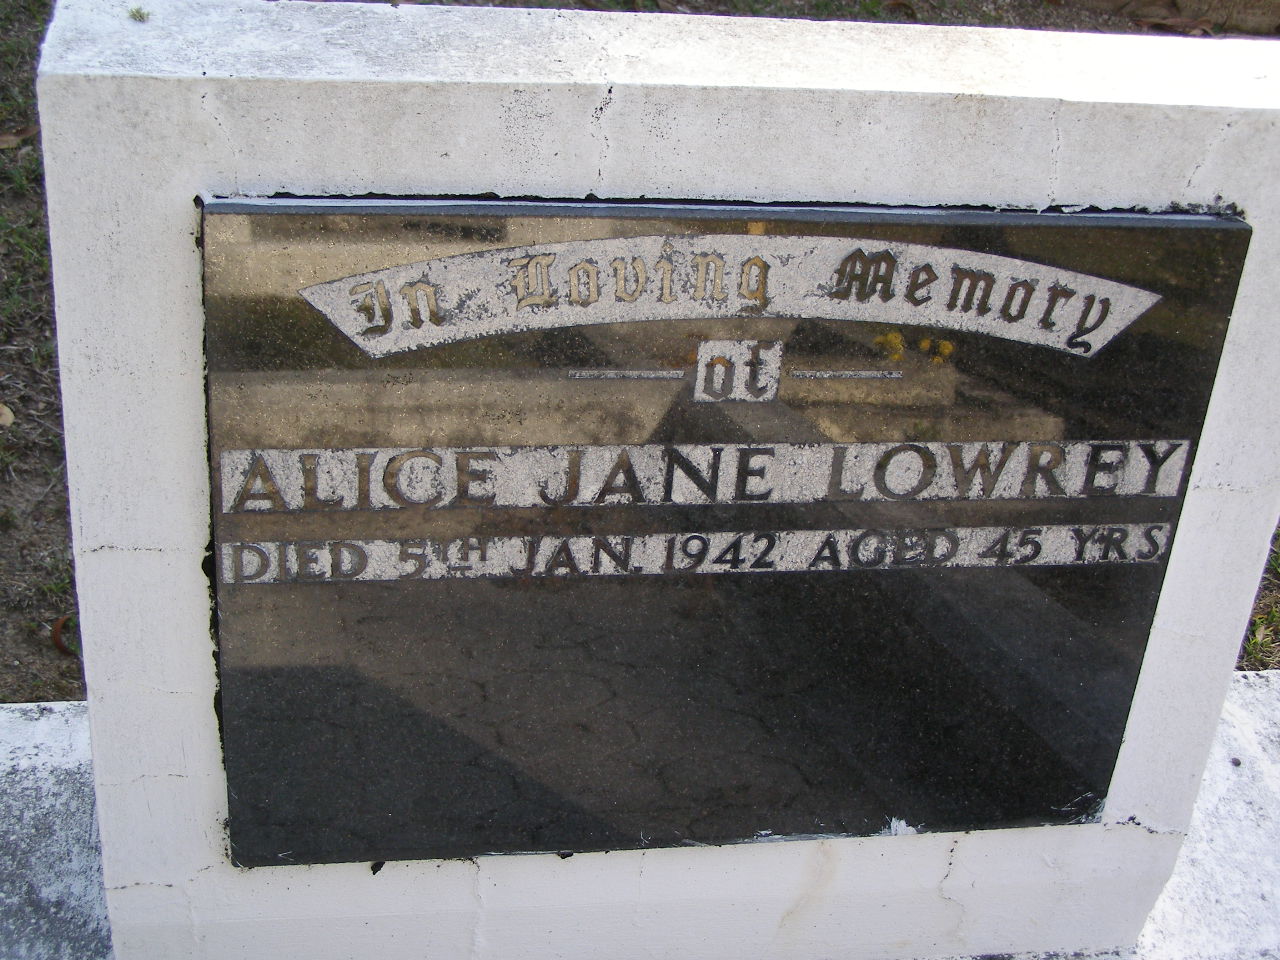 In Loving Memory
of
ALICE JANE LOWREY
DIED 5TH JAN. 1942 AGED 45 YRS.